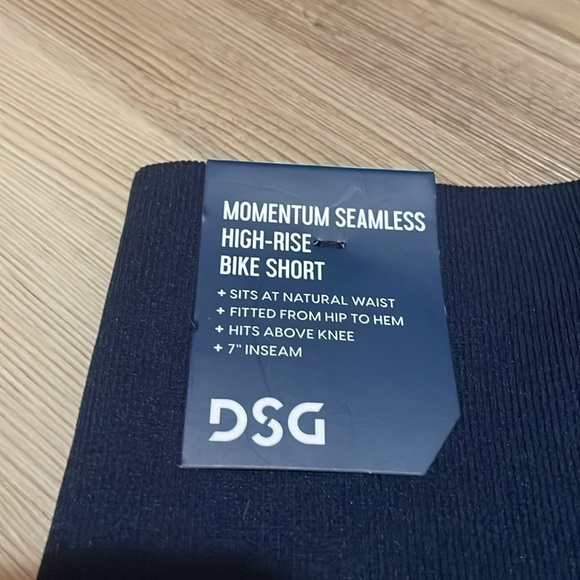 MOMENTUM SEAMLESS
HIGH-RISE
BIKE SHORT
+ SITS AT NATURAL WAIST
+ FITTED FROM HIP TO HEM
+ HITS ABOVE KNEE
+ 7" INSEAM
DSG